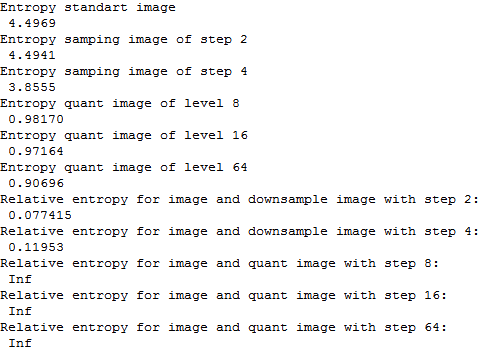 Entropy standart image
4.4969
Entropy samping image of step 2
4.4941
Entropy samping image of step 4
3.8555
Entropy quant image of level 8
0.98170
Entropy quant image of level 16
0.97164
Entropy quant image of level 64
0.90696
Relative entropy for image and downsample image with step 2:
0.077415
Relative entropy for image and downsample image with step 4:
0.11953
Relative entropy for image and quant image with step 8:
Inf
Relative entropy for image and quant image with step 16:
Inf
Relative entropy for image and quant image with step 64:
Inf